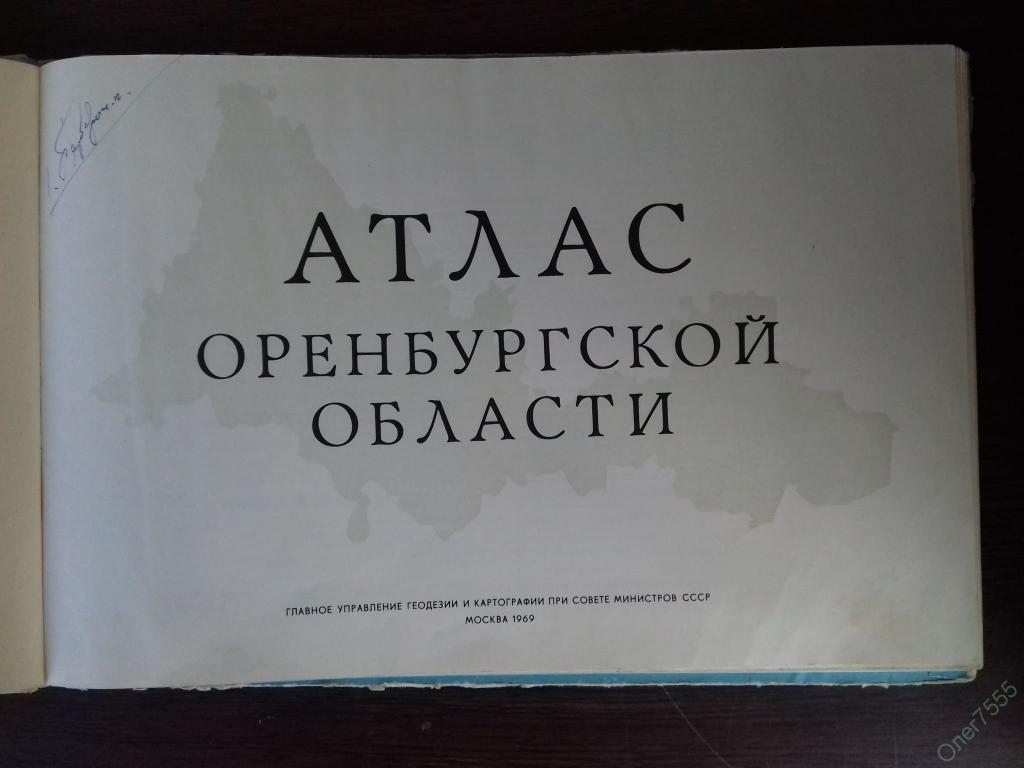 АТЛАС
ОРЕНБУРГСКОЙ
ОБЛАСТИ
ГЛАВНОЕ УПРАВЛЕНИЕ ГЕОДЕЗИИ И КАРТОГРАФИИ ПРИ СОВЕТЕ МИНИСТРОВ СССР
МОСКВА 1969
Олег7555